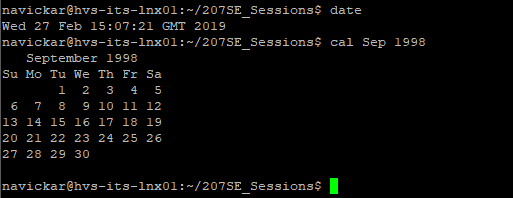 navickar@hvs-its-lnx01:~/207SE_Sessions$ date
Wed 27 Feb 15:07:21 GMT 2019
navickar@hvs-its-lnx01:~/207SE_Sessions$ cal Sep 1998
   September 1998
Su Mo Tu We Th Fr Sa
       1  2  3  4  5
 6  7  8  9 10 11 12
13 14 15 16 17 18 19
20 21 22 23 24 25 26
27 28 29 30
navickar@hvs-its-lnx01:~/207SE_Sessions$